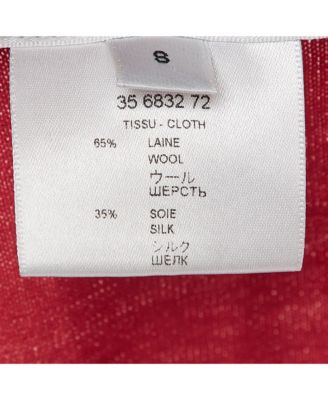 8
35 6832 72
TISSU - CLOTH
65% LAINE
WOOL
ウール
ШЕРСТЬ
35% SOIE
SILK
シルク
ШЕЛК